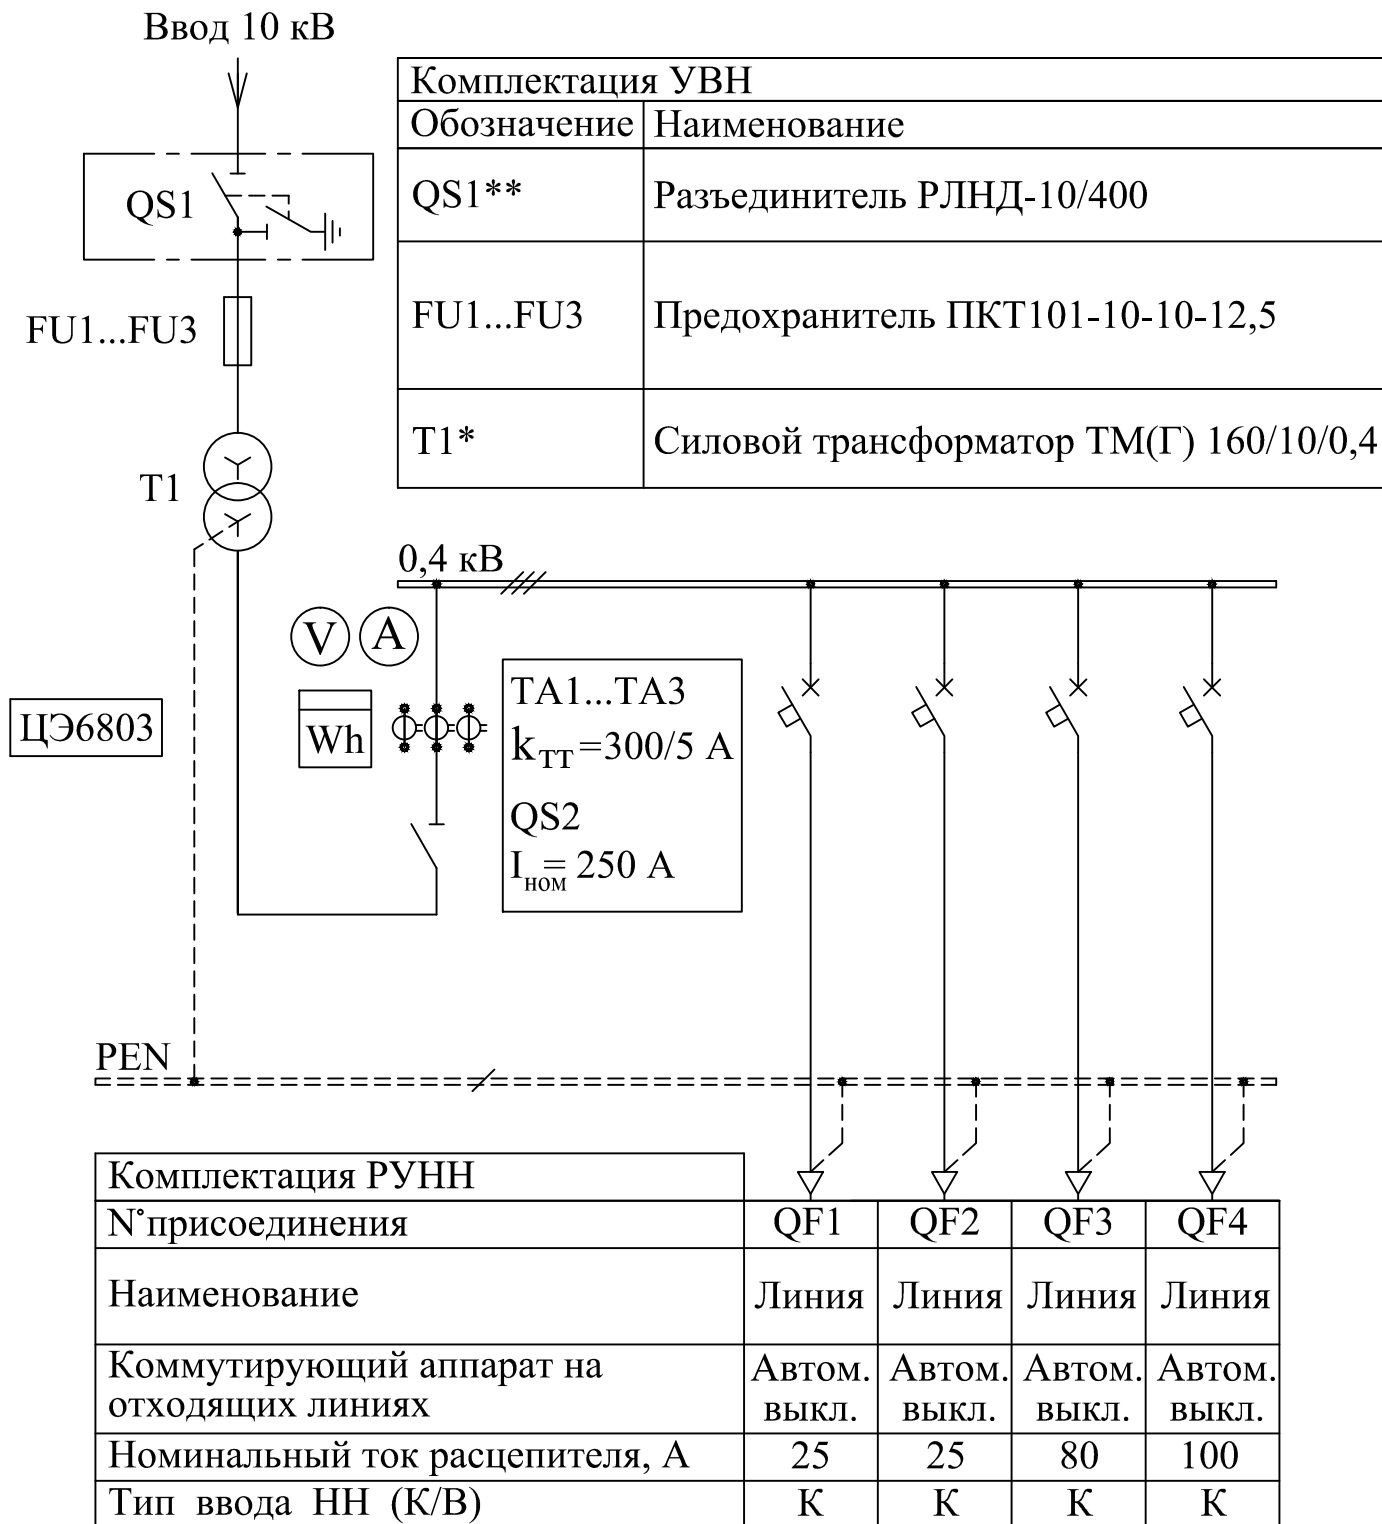 Ввод 10 кВ
Комплектация УВН
Обозначение Наименование
QS1** Разъединитель РЛНД-10/400
FU1...FU3 Предохранитель ПКТ101-10-10-12,5
T1* Силовой трансформатор ТМ(Г) 160/10/0,4
QS1
FU1...FU3
T1
0,4 кВ
V A
ЦЭ6803
Wh
TA1...TA3
kТТ=300/5 А
QS2
Iном= 250 А
PEN
Комплектация РУНН
N°присоединения QF1 QF2 QF3 QF4
Наименование Линия Линия Линия Линия
Коммутирующий аппарат на
отходящих линиях
Автом. Автом. Автом. Автом.
выкл. выкл. выкл. выкл.
Номинальный ток расцепителя, А 25 25 80 100
Тип ввода НН (К/В) К К К К